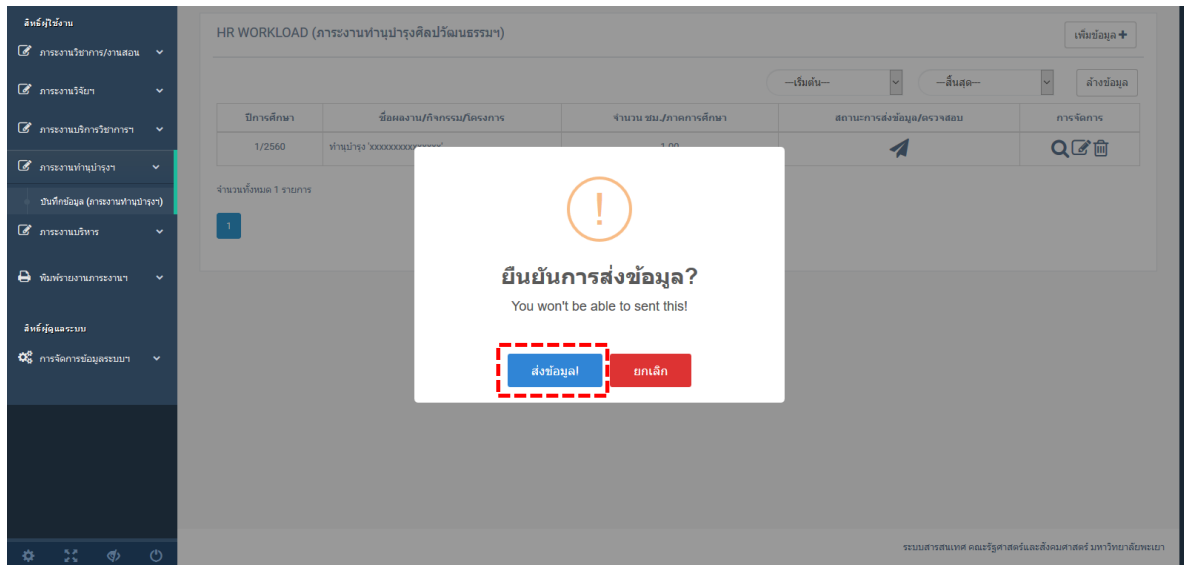 สิทธิ์ผู้ใช้งาน
ภาระงานวิชาการ/งานสอน
ภาระงานวิจัยฯ
ภาระงานบริการวิชาการฯ
ภาระงานทำนุบำรุงฯ
บันทึกข้อมูล (ภาระงานทำนุบำรุงฯ)
ภาระงานบริหาร
พิมพ์รายงานภาระงานฯ
สิทธิ์ผู้ดูแลระบบ
การจัดการข้อมูลระบบฯ
HR WORKLOAD (ภาระงานทำนุบำรุงศิลปวัฒนธรรมฯ)
เพิ่มข้อมูล +
—เริ่มต้น—
—สิ้นสุด—
ล้างข้อมูล
ปีการศึกษา ชื่อผลงาน/กิจกรรม/โครงการ จำนวน ชม./ภาคการศึกษา สถานะการส่งข้อมูล/ตรวจสอบ การจัดการ
1/2560 ทำนุบำรุง 1.00
จำนวนทั้งหมด 1 รายการ
1
!
ยืนยันการส่งข้อมูล?
You won't be able to sent this!
ส่งข้อมูล!
ยกเลิก
ระบบสารสนเทศ คณะรัฐศาสตร์และสังคมศาสตร์ มหาวิทยาลัยพะเยา